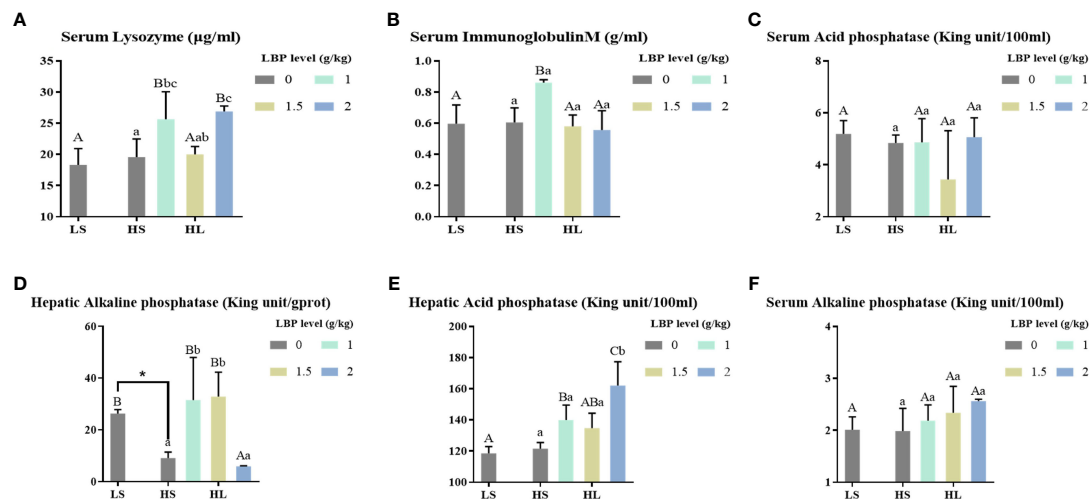 A
Serum Lysozyme (μg/ml)
LBP level (g/kg)
0 1
1.5 2
35
30
25
20
15
10
A
a
Bbc
Aab
Bc
LS HS HL
B
Serum ImmunoglobulinM (g/ml)
LBP level (g/kg)
0 1
1.5 2
1.0
0.8
0.6
0.4
0.2
0.0
A
a
Ba
Aa
Aa
LS HS HL
C
Serum Acid phosphatase (King unit/100ml)
LBP level (g/kg)
0 1
1.5 2
8
6
4
2
A
a
Aa
Aa
Aa
LS HS HL
D
Hepatic Alkaline phosphatase (King unit/gprot)
LBP level (g/kg)
0 1
1.5 2
60
40
20
0
B
*
a
Bb
Bb
Aa
LS HS HL
E
Hepatic Acid phosphatase (King unit/100ml)
LBP level (g/kg)
0 1
1.5 2
200
180
160
140
120
100
A
a
Ba
ABa
Cb
LS HS HL
F
Serum Alkaline phosphatase (King unit/100ml)
LBP level (g/kg)
0 1
1.5 2
4
3
2
1
A
a
Aa
Aa
Aa
LS HS HL